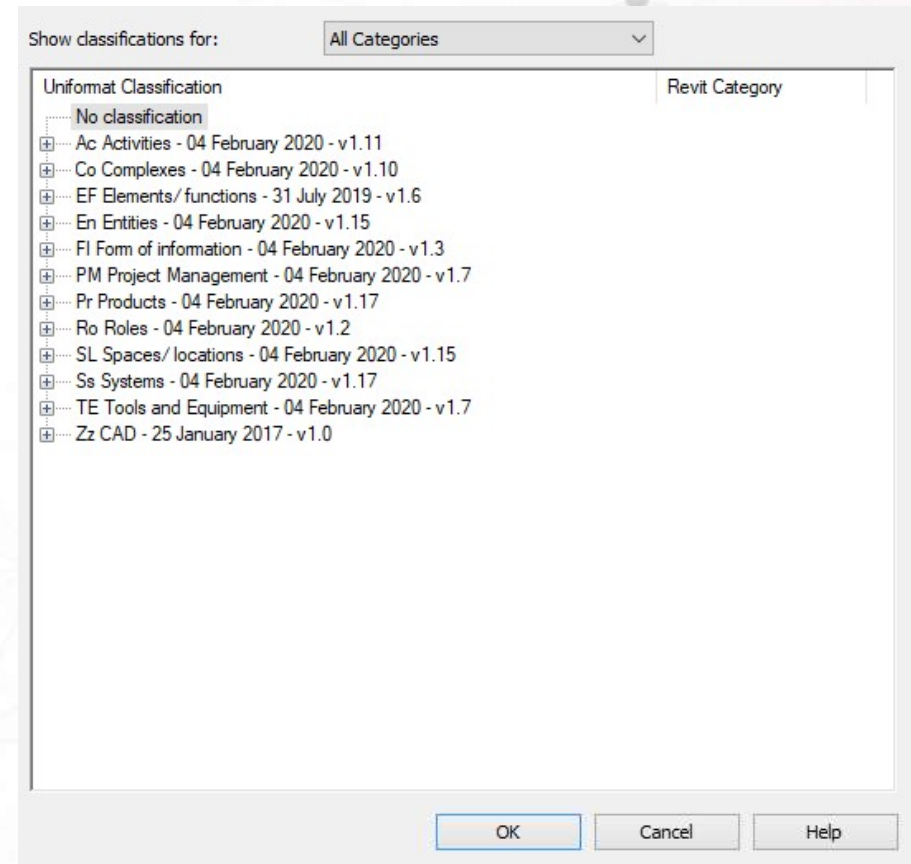 Show classifications for: All Categories
Uniformat Classification Revit Category
No classification
Ac Activities - 04 February 2020 - v1.11
Co Complexes - 04 February 2020 - v1.10
EF Elements/functions - 31 July 2019 - v1.6
En Entities - 04 February 2020 - v1.15
FI Form of information - 04 February 2020 - v1.3
PM Project Management - 04 February 2020 - v1.7
Pr Products - 04 February 2020 - v1.17
Ro Roles - 04 February 2020 - v1.2
SL Spaces/locations - 04 February 2020 - v1.15
Ss Systems - 04 February 2020 - v1.17
TE Tools and Equipment - 04 February 2020 - v1.7
Zz CAD - 25 January 2017 - v1.0
OK Cancel Help